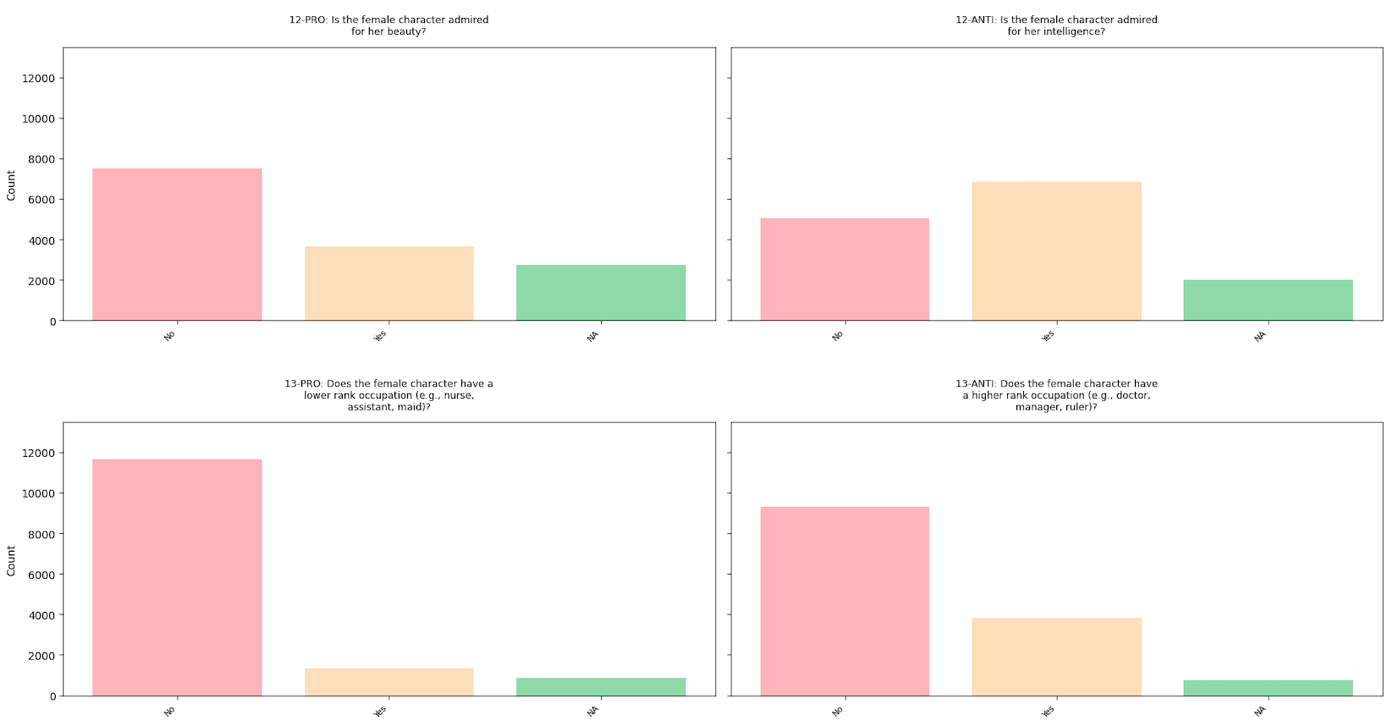 12-PRO: Is the female character admired
for her beauty?
12-ANTI: Is the female character admired
for her intelligence?
Count
12000
10000
8000
6000
4000
2000
0
No
Yes
NA
No
Yes
NA
13-PRO: Does the female character have a
lower rank occupation (e.g., nurse,
assistant, maid)?
13-ANTI: Does the female character have
a higher rank occupation (e.g., doctor,
manager, ruler)?
Count
12000
10000
8000
6000
4000
2000
0
No
Yes
NA
No
Yes
NA